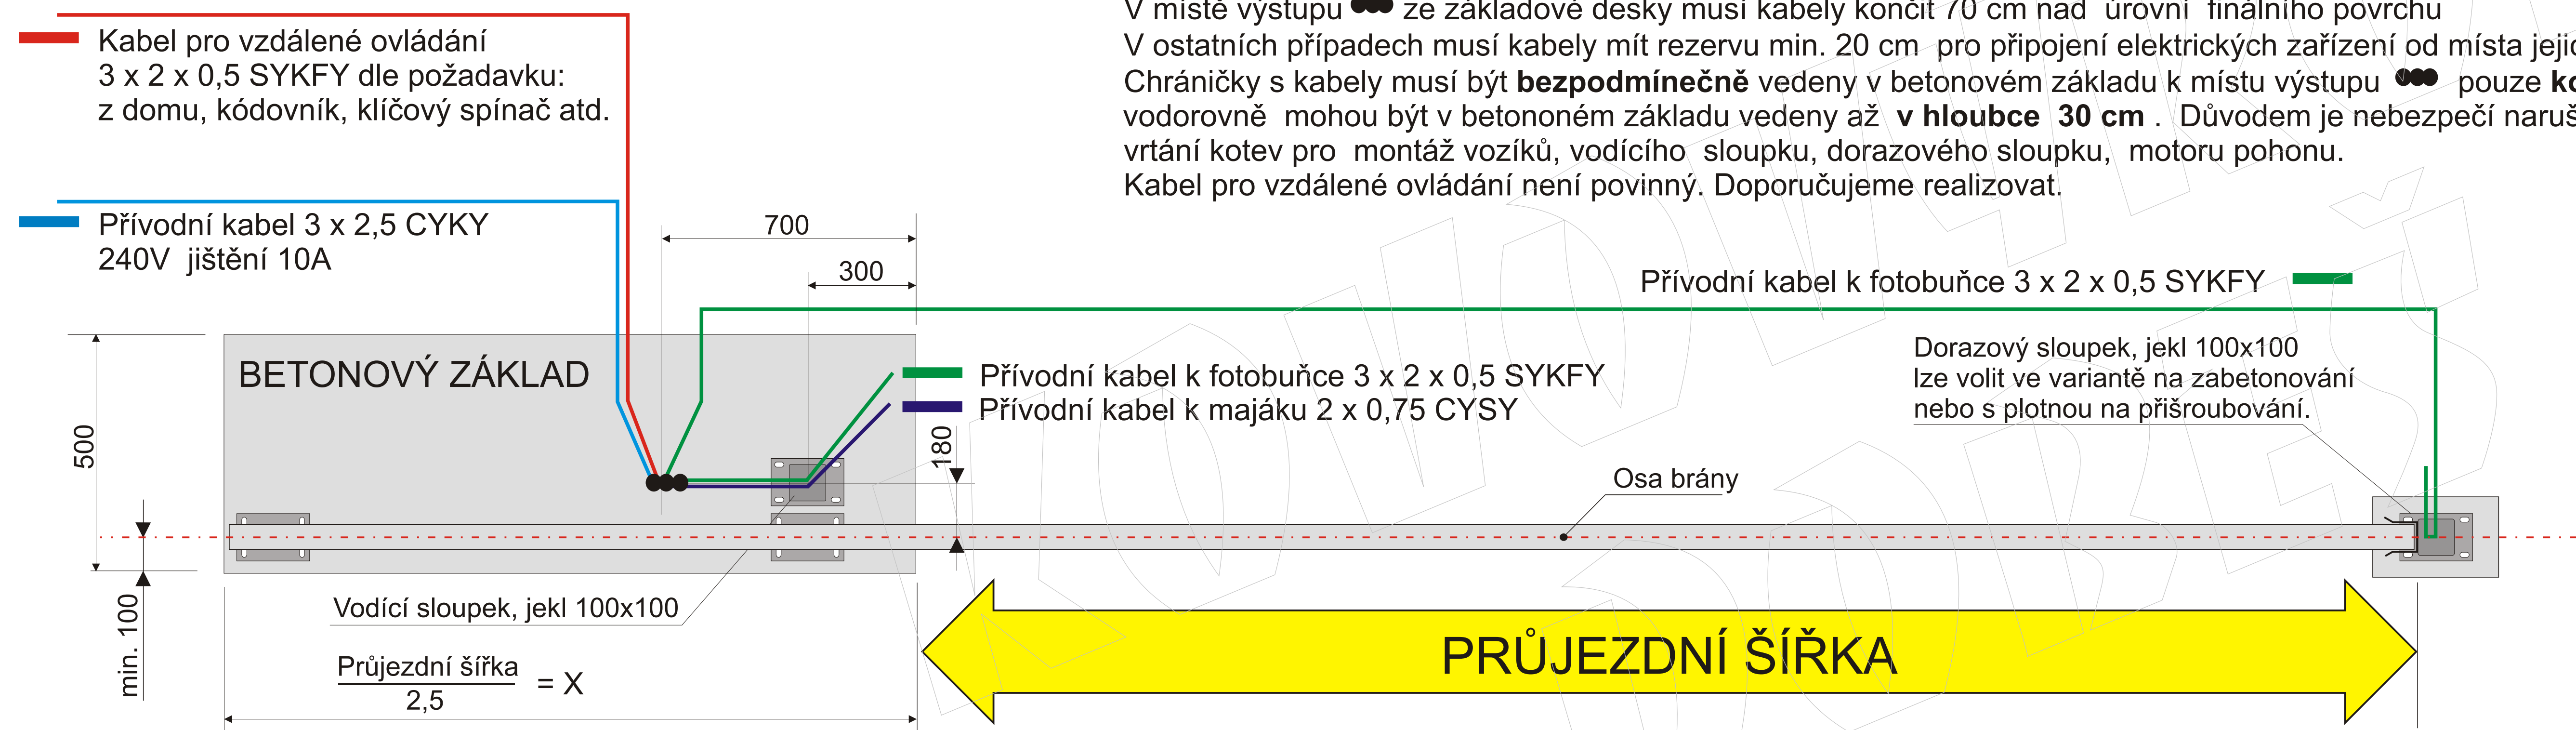 V místě výstupu ze základové desky musí kabely končit 70 cm nad úrovní finálního povrchu
Kabel pro vzdálené ovládání
3 x 2 x 0,5 SYKFY dle požadavku:
z domu, kódovník, klíčový spínač atd.
V ostatních případech musí kabely mít rezervu min. 20 cm pro připojení elektrických zařízení od místa
Chráničky s kabely musí být bezpodmínečně vedeny v betonovém základu k místu výstupu pouze
vodorovně mohou být v betononém základu vedeny až v hloubce 30 cm . Důvodem je nebezpečí
vrtání kotev pro montáž vozíků, vodícího sloupku, dorazového sloupku, motoru pohonu.
Kabel pro vzdálené ovládání není povinný. Doporučujeme realizovat.
Přívodní kabel 3 x 2,5 CYKY
240V jištění 10A
700
300
Přívodní kabel k fotobuňce 3 x 2 x 0,5 SYKFY
BETONOVÝ ZÁKLAD
Přívodní kabel k fotobuňce 3 x 2 x 0,5 SYKFY
Přívodní kabel k majáku 2 x 0,75 CYSY
Dorazový sloupek, jekl 100x100
lze volit ve variantě na zabetonování
nebo s plotnou na přišroubování.
500
180
Osa brány
min. 100
Vodící sloupek, jekl 100x100
Průjezdní šířka
2,5
= X
PRŮJEZDNÍ ŠÍŘKA